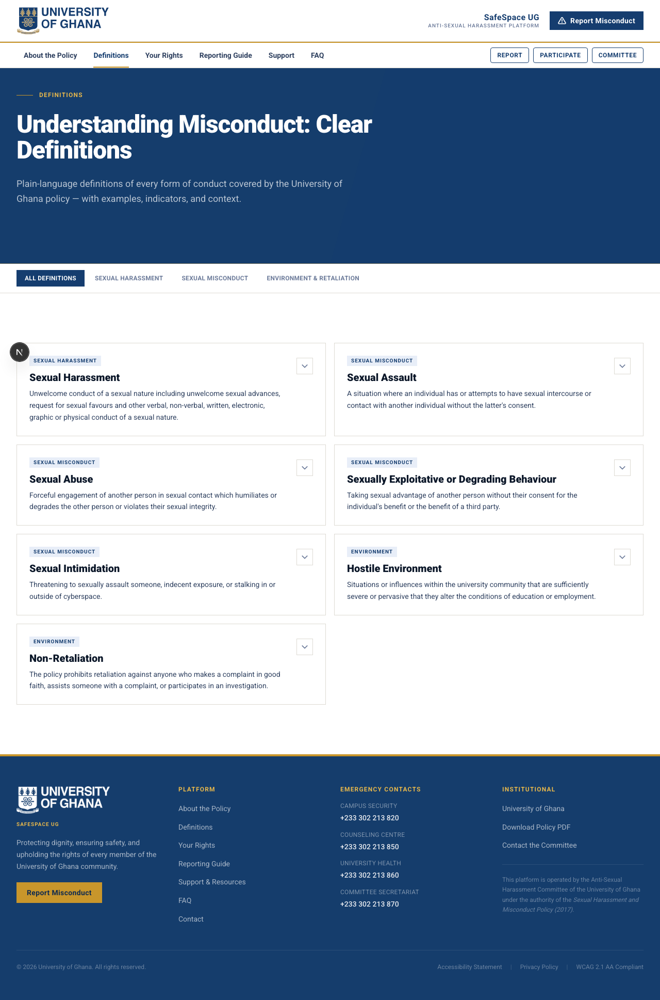 UNIVERSITY
OF GHANA
SafeSpace UG
ANTI-SEXUAL HARASSMENT PLATFORM
Report Misconduct
About the Policy
Definitions
Your Rights
Reporting Guide
Support
FAQ
REPORT
PARTICIPATE
COMMITTEE
DEFINITIONS
Understanding Misconduct: Clear
Definitions
Plain-language definitions of every form of conduct covered by the University of
Ghana policy — with examples, indicators, and context.
ALL DEFINITIONS
SEXUAL HARASSMENT
SEXUAL MISCONDUCT
ENVIRONMENT & RETALIATION
N
SEXUAL HARASSMENT
Sexual Harassment
Unwelcome conduct of a sexual nature including unwelcome sexual advances,
request for sexual favours and other verbal, non-verbal, written, electronic,
graphic or physical conduct of a sexual nature.
SEXUAL MISCONDUCT
Sexual Assault
A situation where an individual has or attempts to have sexual intercourse or
contact with another individual without the latter's consent.
SEXUAL MISCONDUCT
Sexual Abuse
Forceful engagement of another person in sexual contact which humiliates or
degrades the other person or violates their sexual integrity.
SEXUAL MISCONDUCT
Sexually Exploitative or Degrading Behaviour
Taking sexual advantage of another person without their consent for the
individual's benefit or the benefit of a third party.
SEXUAL MISCONDUCT
Sexual Intimidation
Threatening to sexually assault someone, indecent exposure, or stalking in or
outside of cyberspace.
ENVIRONMENT
Hostile Environment
Situations or influences within the university community that are sufficiently
severe or pervasive that they alter the conditions of education or employment.
ENVIRONMENT
Non-Retaliation
The policy prohibits retaliation against anyone who makes a complaint in good
faith, assists someone with a complaint, or participates in an investigation.
UNIVERSITY
OF GHANA
SAFESPACE UG
Protecting dignity, ensuring safety, and
upholding the rights of every member of the
University of Ghana community.
Report Misconduct
PLATFORM
About the Policy
Definitions
Your Rights
Reporting Guide
Support & Resources
FAQ
Contact
EMERGENCY CONTACTS
CAMPUS SECURITY
+233 302 213 820
COUNSELING CENTRE
+233 302 213 850
UNIVERSITY HEALTH
+233 302 213 860
COMMITTEE SECRETARIAT
+233 302 213 870
INSTITUTIONAL
University of Ghana
Download Policy PDF
Contact the Committee
This platform is operated by the Anti-Sexual
Harassment Committee of the University of Ghana
under the authority of the Sexual Harassment and
Misconduct Policy (2017).
© 2026 University of Ghana. All rights reserved.
Accessibility Statement | Privacy Policy | WCAG 2.1 AA Compliant